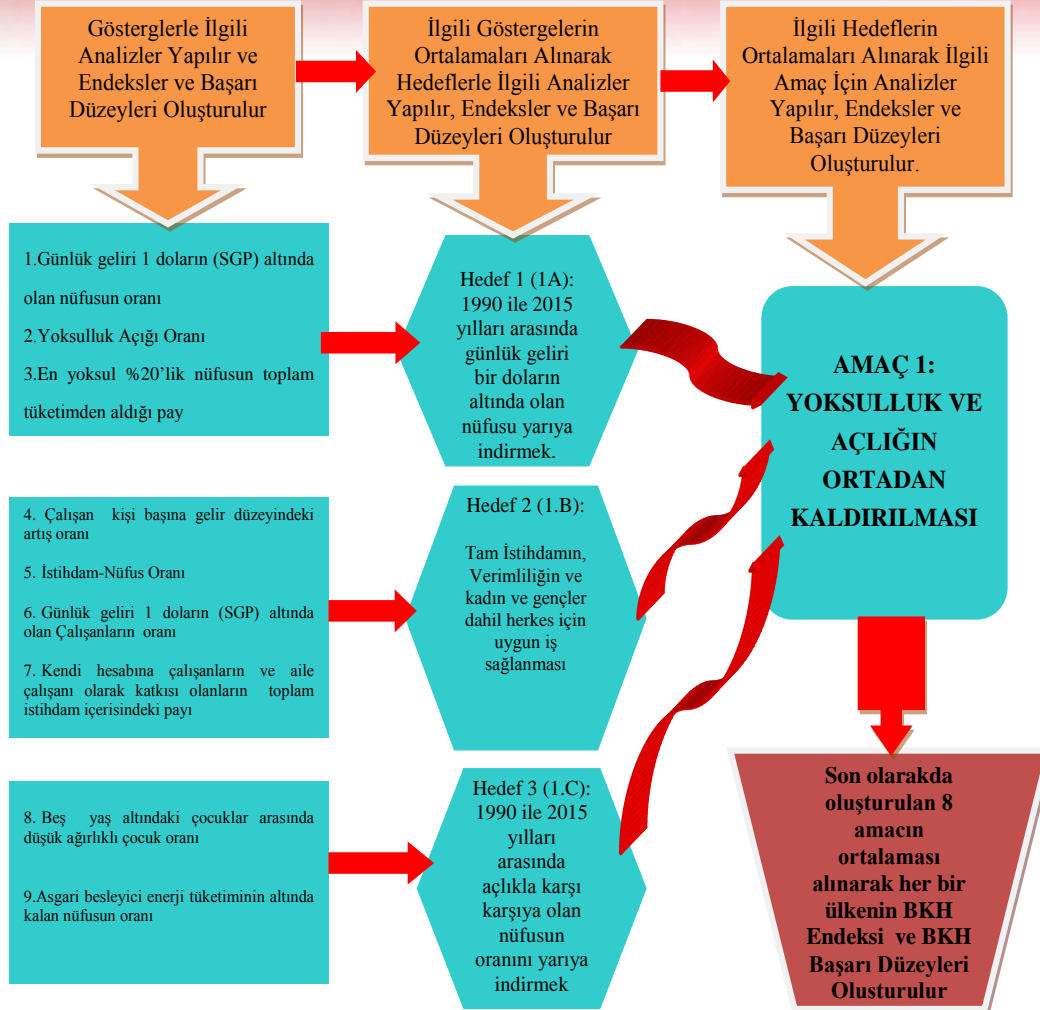 Gösterglerle İlgili
Analizler Yapılır ve
Endeksler ve Başarı
Düzeyleri Oluşturulur
İlgili Göstergelerin
Ortalamaları Alınarak
Hedeflerle İlgili Analizler
Yapılır, Endeksler ve Başarı
Düzeyleri Oluşturulur
İlgili Hedeflerin
Ortalamaları Alınarak İlgili
Amaç İçin Analizler
Yapılır, Endeksler ve
Başarı Düzeyleri
Oluşturulur.
1.Günlük geliri 1 doların (SGP) altında
olan nüfusun oranı
2.Yoksulluk Açığı Oranı
3.En yoksul %20’lik nüfusun toplam
tüketimden aldığı pay
Hedef 1 (1A):
1990 ile 2015
yılları arasında
günlük geliri
bir doların
altında olan
nüfusu yarıya
indirmek.
AMAÇ 1:
YOKSULLUK VE
AÇLIĞIN
ORTADAN
KALDIRILMASI
4. Çalışan kişi başına gelir düzeyindeki
artış oranı
5. İstihdam-Nüfus Oranı
6. Günlük geliri 1 doların (SGP) altında
olan Çalışanların oranı
7. Kendi hesabına çalışanların ve aile
çalışanı olarak katkısı olanların toplam
istihdam içerisindeki payı
Hedef 2 (1.B):
Tam İstihdamın,
Verimliliğin ve
kadın ve gençler
dahil herkes için
uygun iş
sağlanması
8. Beş yaş altındaki çocuklar arasında
düşük ağırlıklı çocuk oranı
9.Asgari besleyici enerji tüketiminin altında
kalan nüfusun oranı
Hedef 3 (1.C):
1990 ile 2015
yılları
arasında
açlıkla karşı
karşıya olan
nüfusun
oranını yarıya
indirmek
Son olarakda
oluşturulan 8
amacın
ortalaması
alınarak her bir
ülkenin BKH
Endeksi ve BKH
Başarı Düzeyleri
Olusturulur